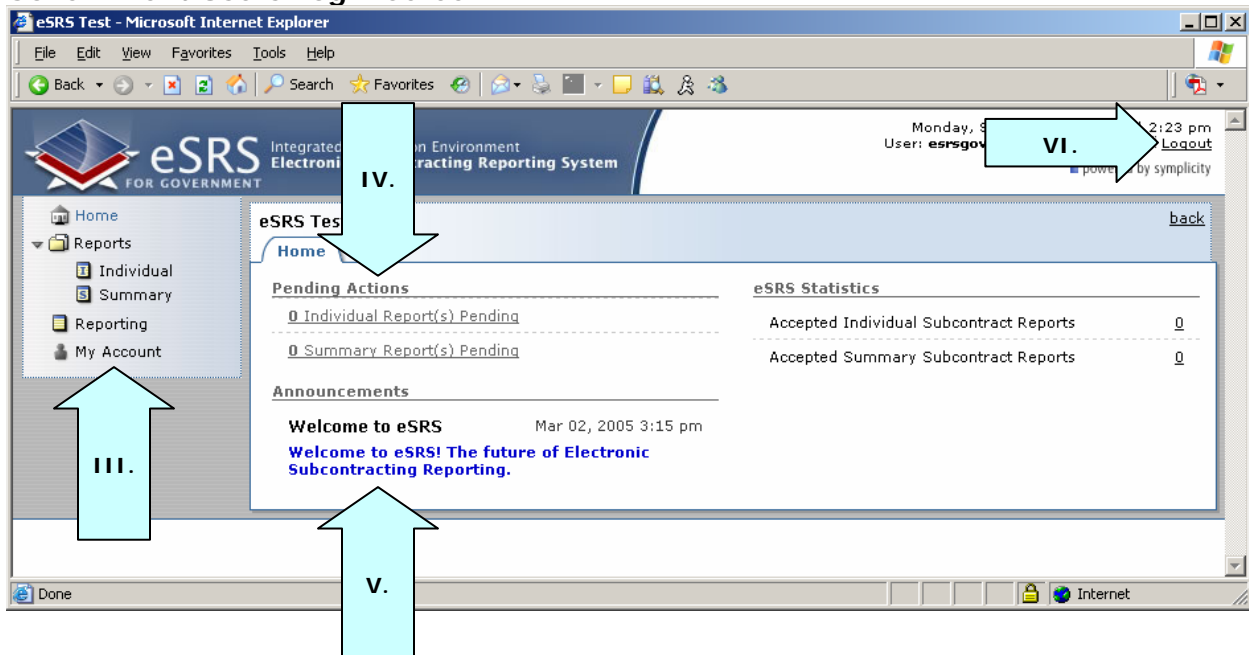 eSRS Test - Microsoft Internet Explorer
File Edit View Favorites Tools Help
Back Search Favorites
eSRS
FOR GOVERNMENT
Integrated on Environment
Electroni racting Reporting System
Monday, 2:23 pm
User: esrsgov Logout
powered by symplicity
IV.
VI.
Home
Reports
Individual
Summary
Reporting
My Account
III.
eSRS Tes
back
Home
Pending Actions
0 Individual Report(s) Pending
0 Summary Report(s) Pending
Announcements
Welcome to eSRS Mar 02, 2005 3:15 pm
Welcome to eSRS! The future of Electronic
Subcontracting Reporting.
eSRS Statistics
Accepted Individual Subcontract Reports 0
Accepted Summary Subcontract Reports 0
V.
Done
Internet